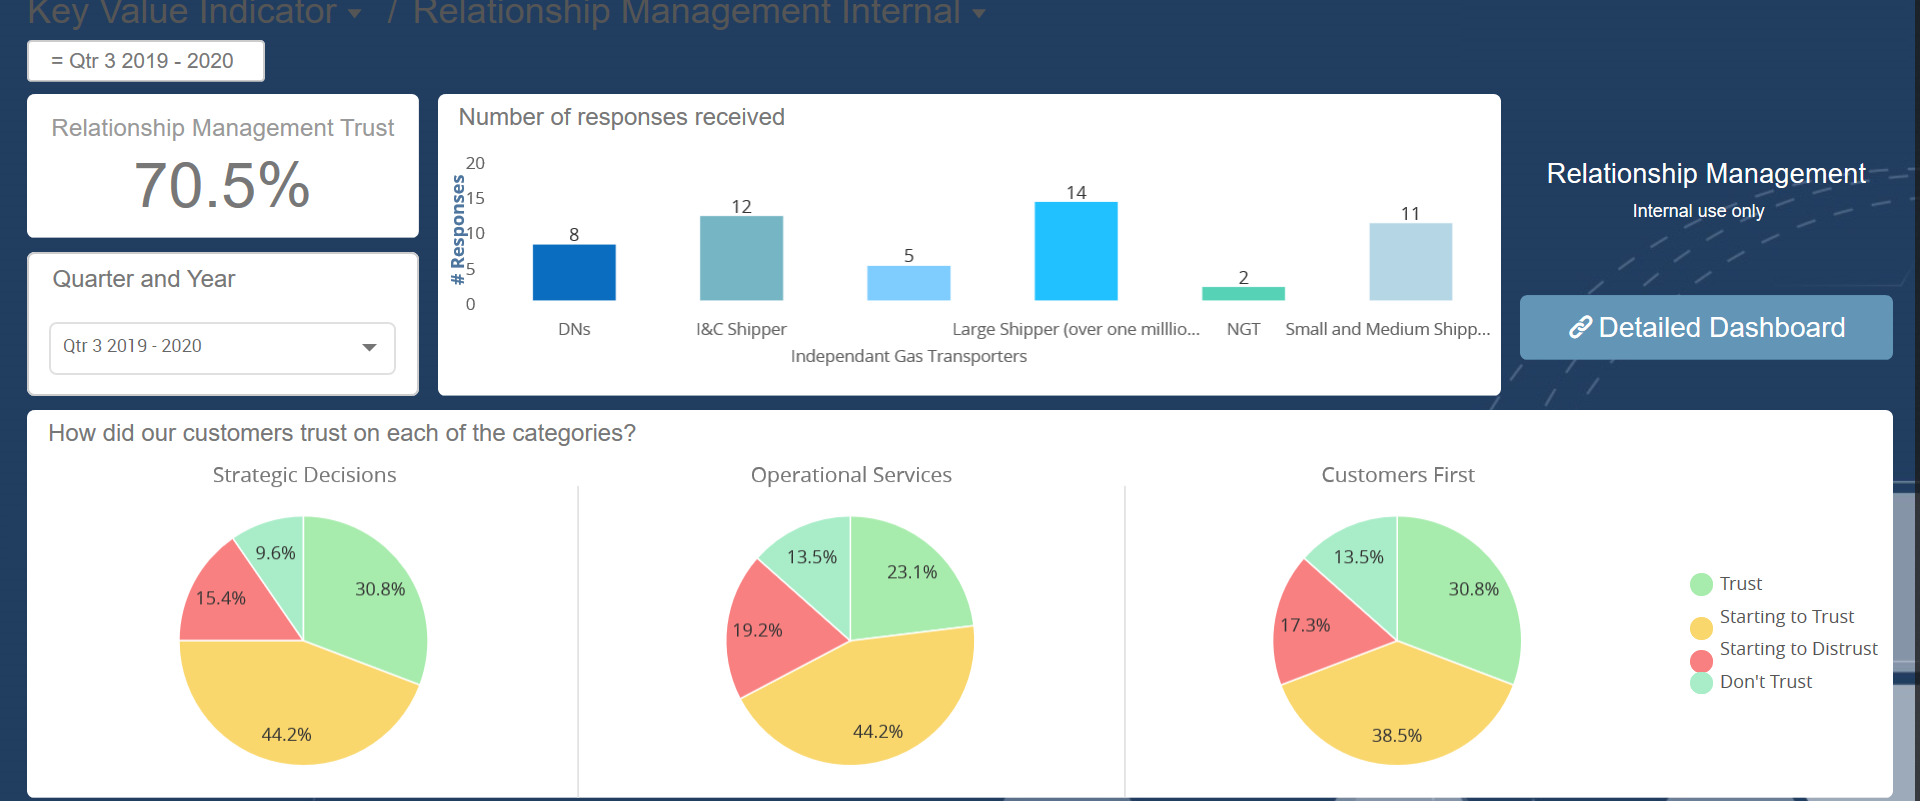 Key Value Indicator / Relationship Management Internal
= Qtr 3 2019 - 2020
Relationship Management Trust
70.5%
Quarter and Year
Qtr 3 2019 - 2020
Number of responses received
# Responses
20
15
10
5
0
8
12
5
14
2
11
DNs
I&C Shipper
Independant Gas Transporters
Large Shipper (over one milllio...
NGT
Small and Medium Shipp...
Relationship Management
Internal use only
Detailed Dashboard
How did our customers trust on each of the categories?
Strategic Decisions
9.6%
30.8%
15.4%
44.2%
Operational Services
13.5%
23.1%
19.2%
44.2%
Customers First
13.5%
30.8%
17.3%
38.5%
Trust
Starting to Trust
Starting to Distrust
Don't Trust